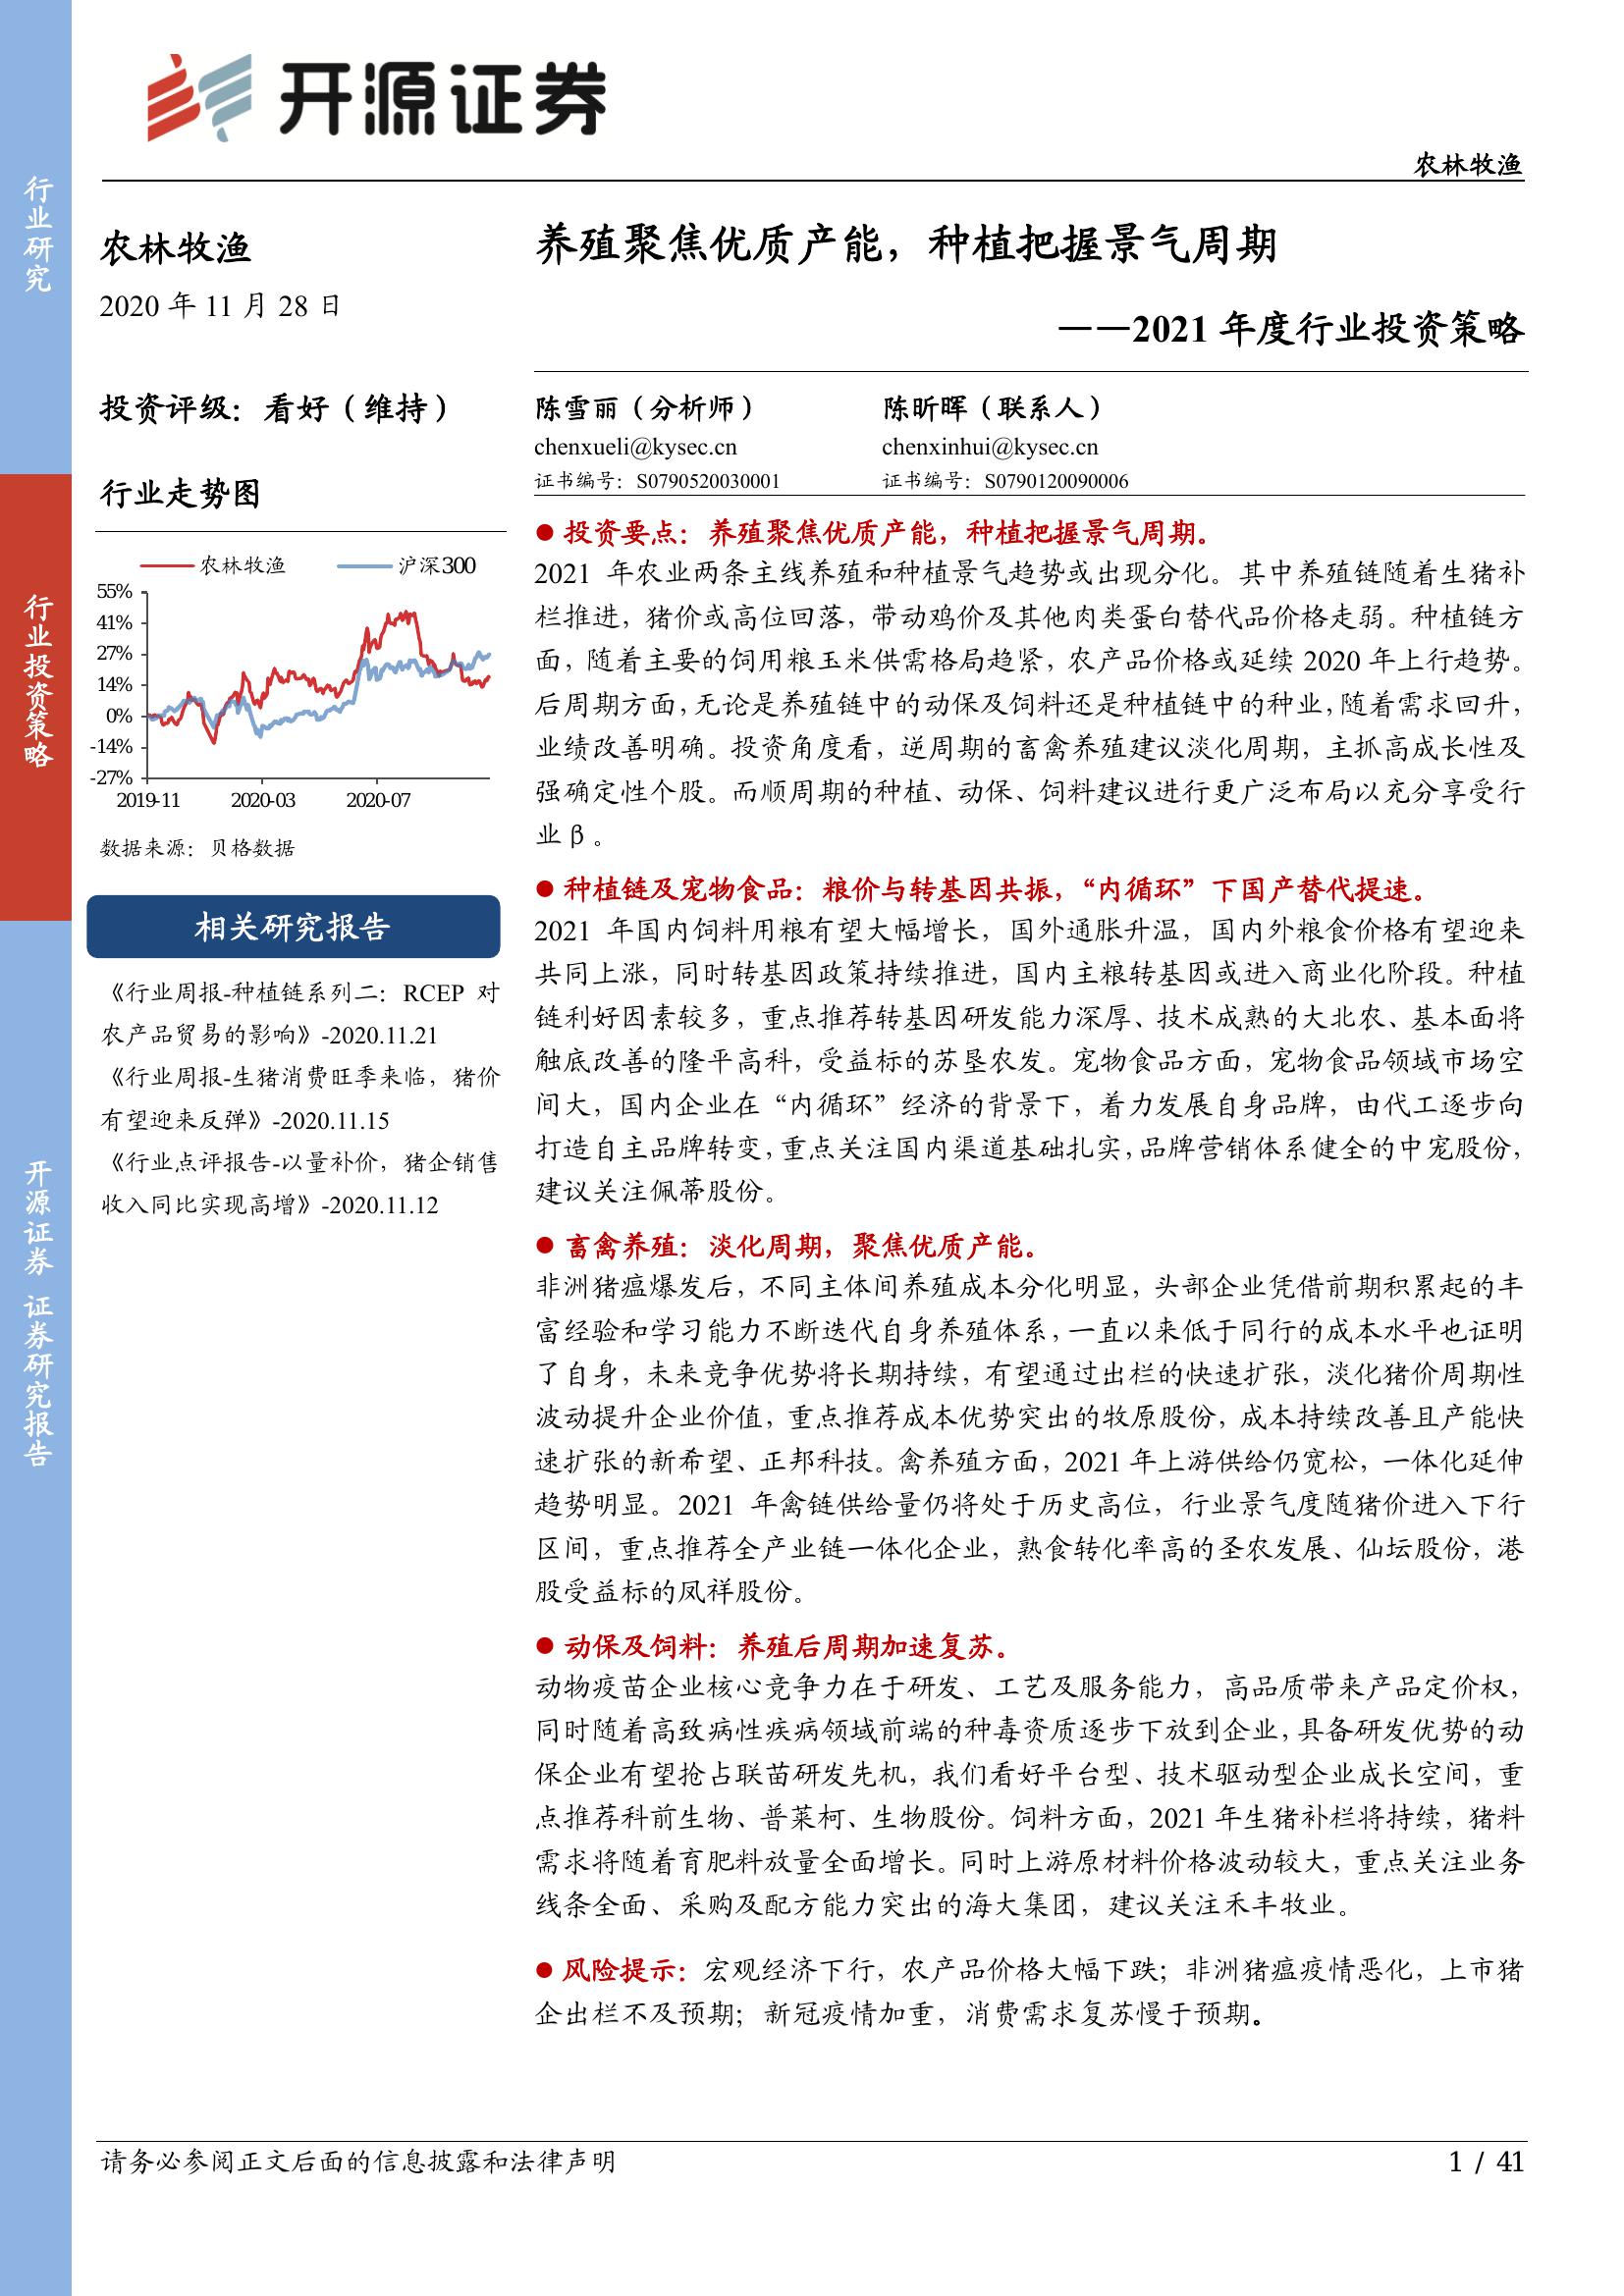 开源证券
农林牧渔
行业研究
行业投资策略
开源证券 证券研究报告
农林牧渔
2020 年 11 月 28 日
投资评级：看好（维持）
行业走势图
农林牧渔 沪深300
55%
41%
27%
14%
0%
-14%
-27%
2019-11 2020-03 2020-07
数据来源：贝格数据
相关研究报告
《行业周报-种植链系列二：RCEP 对
农产品贸易的影响》-2020.11.21
《行业周报-生猪消费旺季来临，猪价
有望迎来反弹》-2020.11.15
《行业点评报告-以量补价，猪企销售
收入同比实现高增》-2020.11.12
养殖聚焦优质产能，种植把握景气周期
——2021 年度行业投资策略
陈雪丽（分析师） 陈昕晖（联系人）
chenxueli@kysec.cn chenxinhui@kysec.cn
证书编号：S0790520030001 证书编号：S0790120090006
● 投资要点：养殖聚焦优质产能，种植把握景气周期。
2021 年农业两条主线养殖和种植景气趋势或出现分化。其中养殖链随着生猪补
栏推进，猪价或高位回落，带动鸡价及其他肉类蛋白替代品价格走弱。种植链方
面，随着主要的饲用粮玉米供需格局趋紧，农产品价格或延续 2020 年上行趋势。
后周期方面，无论是养殖链中的动保及饲料还是种植链中的种业，随着需求回升，
业绩改善明确。投资角度看，逆周期的畜禽养殖建议淡化周期，主抓高成长性及
强确定性个股。而顺周期的种植、动保、饲料建议进行更广泛布局以充分享受行
业 β 。
● 种植链及宠物食品：粮价与转基因共振，“内循环”下国产替代提速。
2021 年国内饲料用粮有望大幅增长，国外通胀升温，国内外粮食价格有望迎来
共同上涨，同时转基因政策持续推进，国内主粮转基因或进入商业化阶段。种植
链利好因素较多，重点推荐转基因研发能力深厚、技术成熟的大北农、基本面将
触底改善的隆平高科，受益标的苏垦农发。宠物食品方面，宠物食品领域市场空
间大，国内企业在“内循环”经济的背景下，着力发展自身品牌，由代工逐步向
打造自主品牌转变，重点关注国内渠道基础扎实，品牌营销体系健全的中宠股份，
建议关注佩蒂股份。
● 畜禽养殖：淡化周期，聚焦优质产能。
非洲猪瘟爆发后，不同主体间养殖成本分化明显，头部企业凭借前期积累起的丰
富经验和学习能力不断迭代自身养殖体系，一直以来低于同行的成本水平也证明
了自身，未来竞争优势将长期持续，有望通过出栏的快速扩张，淡化猪价周期性
波动提升企业价值，重点推荐成本优势突出的牧原股份，成本持续改善且产能快
速扩张的新希望、正邦科技。禽养殖方面，2021 年上游供给仍宽松，一体化延伸
趋势明显。2021 年禽链供给量仍将处于历史高位，行业景气度随猪价进入下行
区间，重点推荐全产业链一体化企业，熟食转化率高的圣农发展、仙坛股份，港
股受益标的凤祥股份。
● 动保及饲料：养殖后周期加速复苏。
动物疫苗企业核心竞争力在于研发、工艺及服务能力，高品质带来产品定价权，
同时随着高致病性疾病领域前端的种毒资质逐步下放到企业，具备研发优势的动
保企业有望抢占联苗研发先机，我们看好平台型、技术驱动型企业成长空间，重
点推荐科前生物、普莱柯、生物股份。饲料方面，2021 年生猪补栏将持续，猪料
需求将随着育肥料放量全面增长。同时上游原材料价格波动较大，重点关注业务
线条全面、采购及配方能力突出的海大集团，建议关注禾丰牧业。
● 风险提示：宏观经济下行，农产品价格大幅下跌；非洲猪瘟疫情恶化，上市猪
企出栏不及预期；新冠疫情加重，消费需求复苏慢于预期。
请务必参阅正文后面的信息披露和法律声明 1 / 41